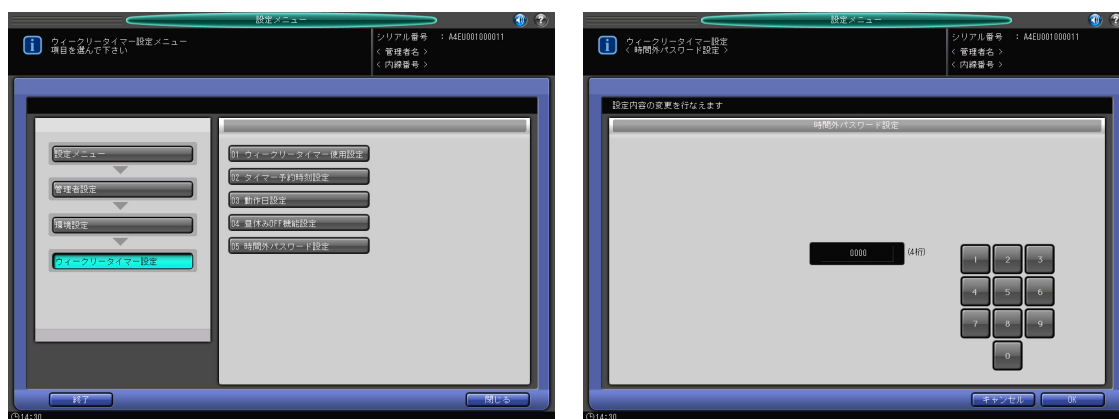 設定メニュー
ウィークリータイマー設定メニュー
項目を選んで下さい
シリアル番号 : A4EU001000011
< 管理者名 >
< 内線番号 >
設定メニュー
管理者設定
環境設定
ウィークリータイマー設定
01 ウィークリータイマー使用設定
02 タイマー予約時刻設定
03 動作日設定
04 昼休みOFF機能設定
05 時間外パスワード設定
終了
閉じる
14:30
設定メニュー
ウィークリータイマー設定
< 時間外パスワード設定 >
シリアル番号 : A4EU001000011
< 管理者名 >
< 内線番号 >
設定内容の変更を行なえます
時間外パスワード設定
0000 (4桁)
1 2 3
4 5 6
7 8 9
0
キャンセル
OK
14:30